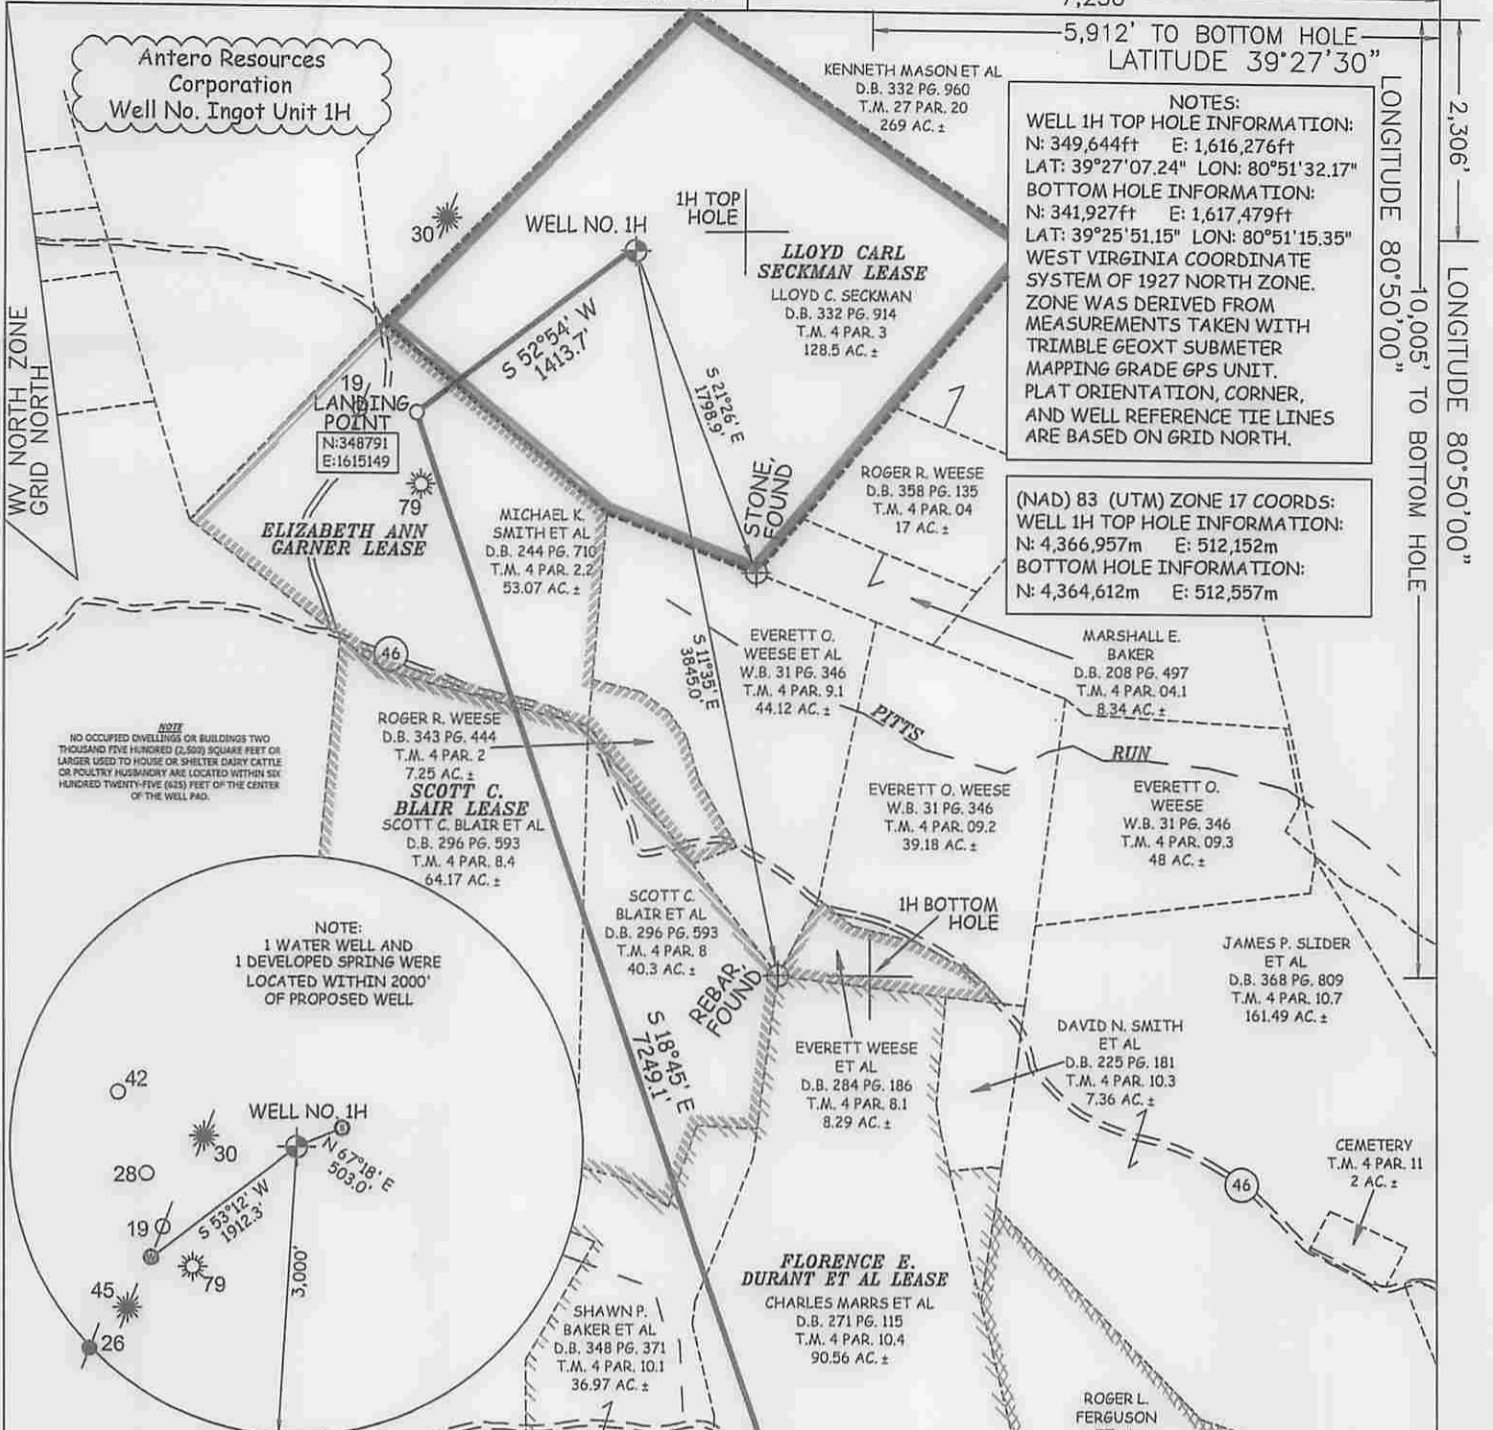 7,230'
5,912' TO BOTTOM HOLE
LATITUDE 39°27'30"
2,306'
LONGITUDE 80°50'00"
LONGITUDE 80°50'00"
10,005' TO BOTTOM HOLE
Antero Resources
Corporation
Well No. Ingot Unit 1H
KENNETH MASON ET AL
D.B. 332 PG. 960
T.M. 27 PAR. 20
269 AC. ±
NOTES:
WELL 1H TOP HOLE INFORMATION:
N: 349,644ft E: 1,616,276ft
LAT: 39°27'07.24" LON: 80°51'32.17"
BOTTOM HOLE INFORMATION:
N: 341,927ft E: 1,617,479ft
LAT: 39°25'51.15" LON: 80°51'15.35"
WEST VIRGINIA COORDINATE
SYSTEM OF 1927 NORTH ZONE.
ZONE WAS DERIVED FROM
MEASUREMENTS TAKEN WITH
TRIMBLE GEOXT SUBMETER
MAPPING GRADE GPS UNIT.
PLAT ORIENTATION, CORNER,
AND WELL REFERENCE TIE LINES
ARE BASED ON GRID NORTH.
(NAD) 83 (UTM) ZONE 17 COORDS:
WELL 1H TOP HOLE INFORMATION:
N: 4,366,957m E: 512,152m
BOTTOM HOLE INFORMATION:
N: 4,364,612m E: 512,557m
WV NORTH ZONE
GRID NORTH
30
WELL NO. 1H
1H TOP
HOLE
LLOYD CARL
SECKMAN LEASE
LLOYD C. SECKMAN
D.B. 332 PG. 914
T.M. 4 PAR. 3
128.5 AC. ±
S 52°54' W
1413.7'
S 21°26' E
1798.9'
19
LANDING
POINT
N:348791
E:1615149
79
STONE,
FOUND
ROGER R. WEESE
D.B. 358 PG. 135
T.M. 4 PAR. 04
17 AC. ±
ELIZABETH ANN
GARNER LEASE
MICHAEL K.
SMITH ET AL
D.B. 244 PG. 710
T.M. 4 PAR. 2.2
53.07 AC. ±
46
S 11°35' E
3845.0'
EVERETT O.
WEESE ET AL
W.B. 31 PG. 346
T.M. 4 PAR. 9.1
44.12 AC. ±
MARSHALL E.
BAKER
D.B. 208 PG. 497
T.M. 4 PAR. 04.1
8.34 AC. ±
PITTS
RUN
NOTE
NO OCCUPIED DWELLINGS OR BUILDINGS TWO
THOUSAND FIVE HUNDRED (2,500) SQUARE FEET OR
LARGER USED TO HOUSE OR SHELTER DAIRY CATTLE
OR POULTRY HUSBANDRY ARE LOCATED WITHIN SIX
HUNDRED TWENTY-FIVE (625) FEET OF THE CENTER
OF THE WELL PAD.
ROGER R. WEESE
D.B. 343 PG. 444
T.M. 4 PAR. 2
7.25 AC. ±
SCOTT C.
BLAIR LEASE
SCOTT C. BLAIR ET AL
D.B. 296 PG. 593
T.M. 4 PAR. 8.4
64.17 AC. ±
EVERETT O. WEESE
W.B. 31 PG. 346
T.M. 4 PAR. 09.2
39.18 AC. ±
EVERETT O.
WEESE
W.B. 31 PG. 346
T.M. 4 PAR. 09.3
48 AC. ±
SCOTT C.
BLAIR ET AL
D.B. 296 PG. 593
T.M. 4 PAR. 8
40.3 AC. ±
1H BOTTOM
HOLE
REBAR,
FOUND
JAMES P. SLIDER
ET AL
D.B. 368 PG. 809
T.M. 4 PAR. 10.7
161.49 AC. ±
NOTE:
1 WATER WELL AND
1 DEVELOPED SPRING WERE
LOCATED WITHIN 2000'
OF PROPOSED WELL
S 18°45' E
7249.1'
EVERETT WEESE
ET AL
D.B. 284 PG. 186
T.M. 4 PAR. 8.1
8.29 AC. ±
DAVID N. SMITH
ET AL
D.B. 225 PG. 181
T.M. 4 PAR. 10.3
7.36 AC. ±
CEMETERY
T.M. 4 PAR. 11
2 AC. ±
46
42
WELL NO. 1H
30
28
N 67°18' E
503.0'
S 53°12' W
1912.3'
19
W
79
45
26
3,000'
FLORENCE E.
DURANT ET AL LEASE
CHARLES MARRS ET AL
D.B. 271 PG. 115
T.M. 4 PAR. 10.4
90.56 AC. ±
SHAWN P.
BAKER ET AL
D.B. 348 PG. 371
T.M. 4 PAR. 10.1
36.97 AC. ±
ROGER L.
FERGUSON